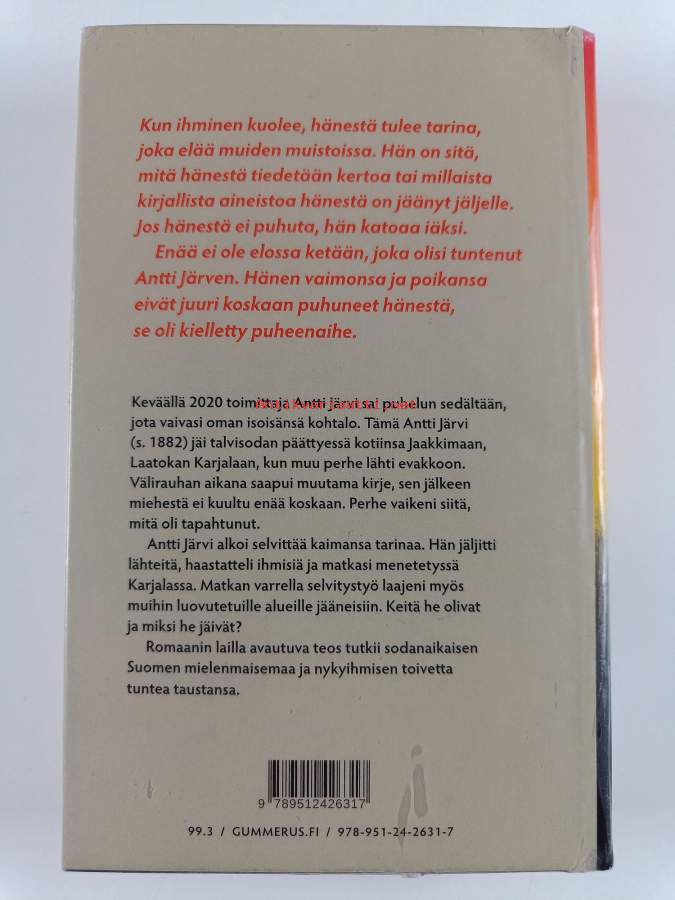 Kun ihminen kuolee, hänestä tulee tarina,
joka elää muiden muistoissa. Hän on sitä,
mitä hänestä tiedetään kertoa tai millaista
kirjallista aineistoa hänestä on jäänyt jäljelle.
Jos hänestä ei puhuta, hän katoaa iäksi.
Enää ei ole elossa ketään, joka olisi tuntenut
Antti Järven. Hänen vaimonsa ja poikansa
eivät juuri koskaan puhuneet hänestä,
se oli kielletty puheenaihe.
Keväällä 2020 toimittaja Antti Järvi sai puhelun sedältään,
jota vaivasi oman isoisänsä kohtalo. Tämä Antti Järvi
(s. 1882) jäi talvisodan päättyessä kotiinsa Jaakkimaan,
Laatokan Karjalaan, kun muu perhe lähti evakkoon.
Välirauhan aikana saapui muutama kirje, sen jälkeen
miehestä ei kuultu enää koskaan. Perhe vaikeni siitä,
mitä oli tapahtunut.
Antti Järvi alkoi selvittää kaimansa tarinaa. Hän jäljitti
lähteitä, haastatteli ihmisiä ja matkasi menetetyssä
Karjalassa. Matkan varrella selvitystyö laajeni myös
muihin luovutetuille alueille jääneisiin. Keitä he olivat
ja miksi he jäivät?
Romaanin lailla avautuva teos tutkii sodanaikaisen
Suomen mielenmaisemaa ja nykyihmisen toivetta
tuntea taustansa.
9 789512 426317
99.3 / GUMMERUS.FI / 978-951-24-2631-7